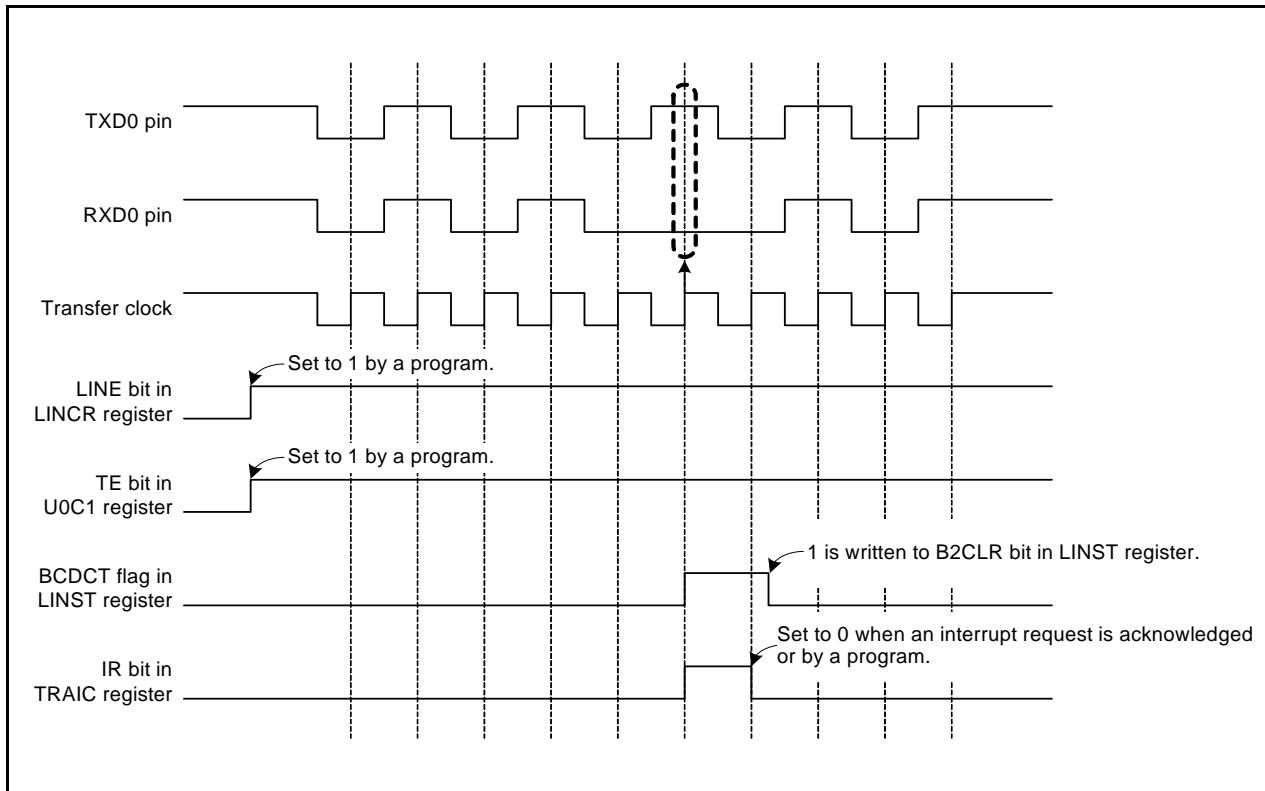 TXD0 pin
RXD0 pin
Transfer clock
Set to 1 by a program.
LINE bit in
LINCR register
Set to 1 by a program.
TE bit in
U0C1 register
1 is written to B2CLR bit in LINST register.
BCDCT flag in
LINST register
Set to 0 when an interrupt request is acknowledged
or by a program.
IR bit in
TRAIC register